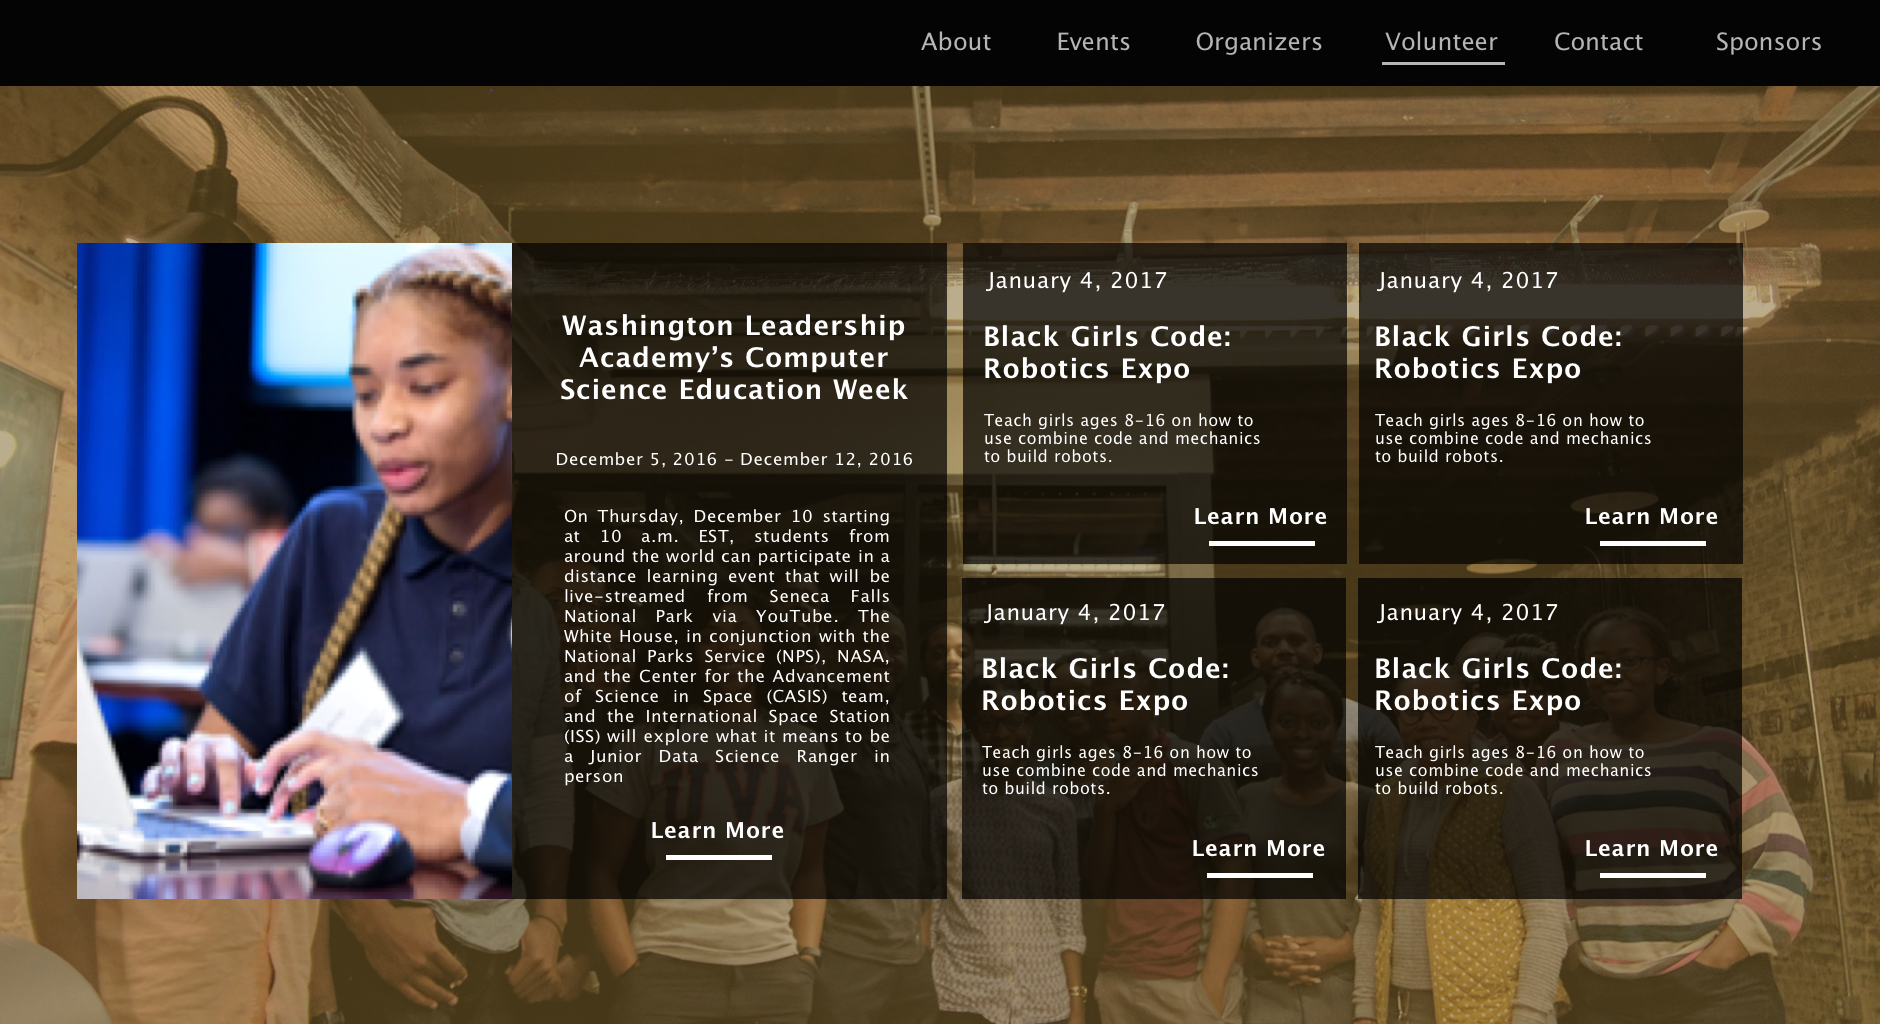 About Events Organizers Volunteer Contact Sponsors
Washington Leadership
Academy’s Computer
Science Education Week
December 5, 2016 – December 12, 2016
On Thursday, December 10 starting
at 10 a.m. EST, students from
around the world can participate in a
distance learning event that will be
live-streamed from Seneca Falls
National Park via YouTube. The
White House, in conjunction with the
National Parks Service (NPS), NASA,
and the Center for the Advancement
of Science in Space (CASIS) team,
and the International Space Station
(ISS) will explore what it means to be
a Junior Data Science Ranger in
person
Learn More
January 4, 2017
Black Girls Code:
Robotics Expo
Teach girls ages 8–16 on how to
use combine code and mechanics
to build robots.
Learn More
January 4, 2017
Black Girls Code:
Robotics Expo
Teach girls ages 8–16 on how to
use combine code and mechanics
to build robots.
Learn More
January 4, 2017
Black Girls Code:
Robotics Expo
Teach girls ages 8–16 on how to
use combine code and mechanics
to build robots.
Learn More
January 4, 2017
Black Girls Code:
Robotics Expo
Teach girls ages 8–16 on how to
use combine code and mechanics
to build robots.
Learn More